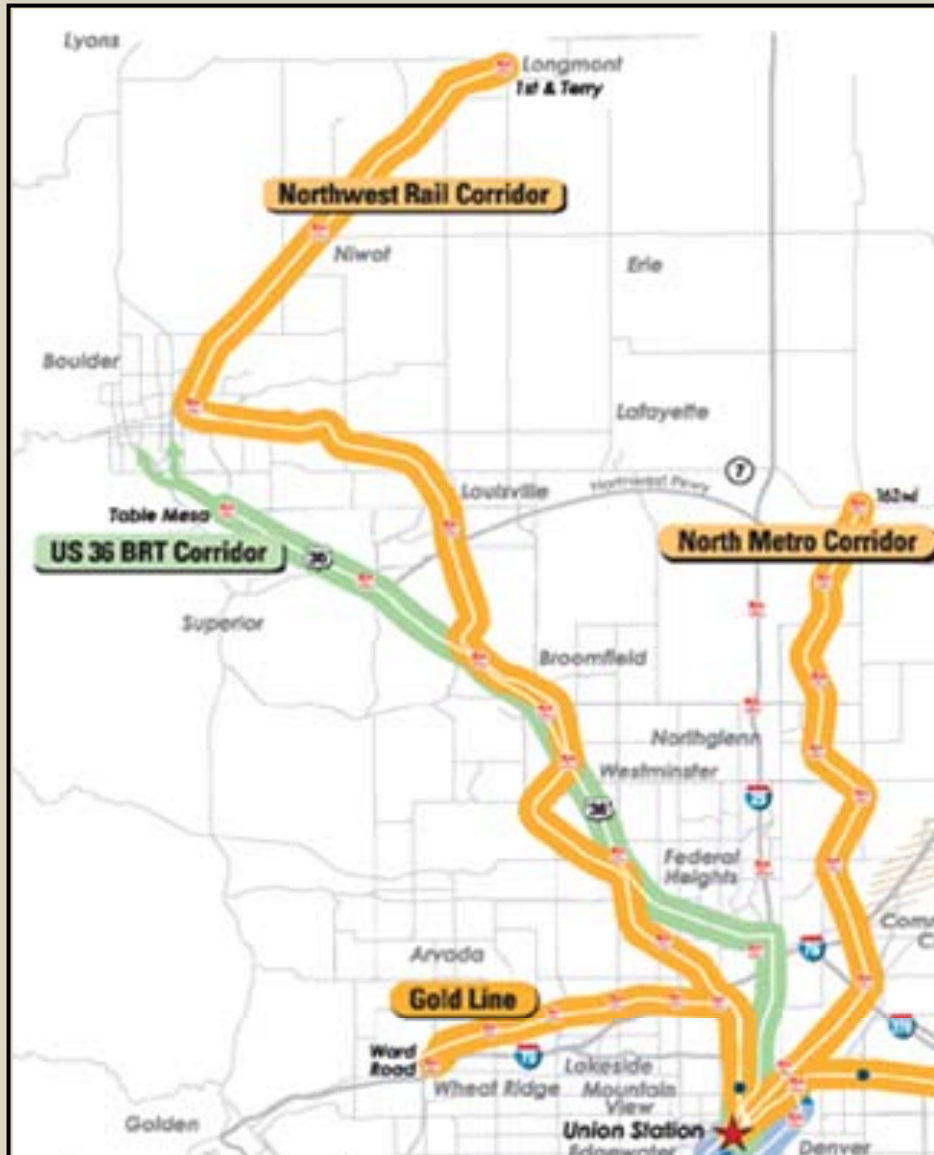 Lyons
Longmont
1st & Terry
Northwest Rail Corridor
Niwot
Erie
Boulder
Lafayette
7
Louisville
Northwest Pkwy
162nd
Table Mesa
US 36 BRT Corridor
36
North Metro Corridor
Superior
Broomfield
Northglenn
Westminster
25
36
Federal
Heights
Arvada
76
Gold Line
270
Ward
Road
70
Lakeside
Wheat Ridge
Mountain
View
Golden
Union Station
Edgewater
Denver